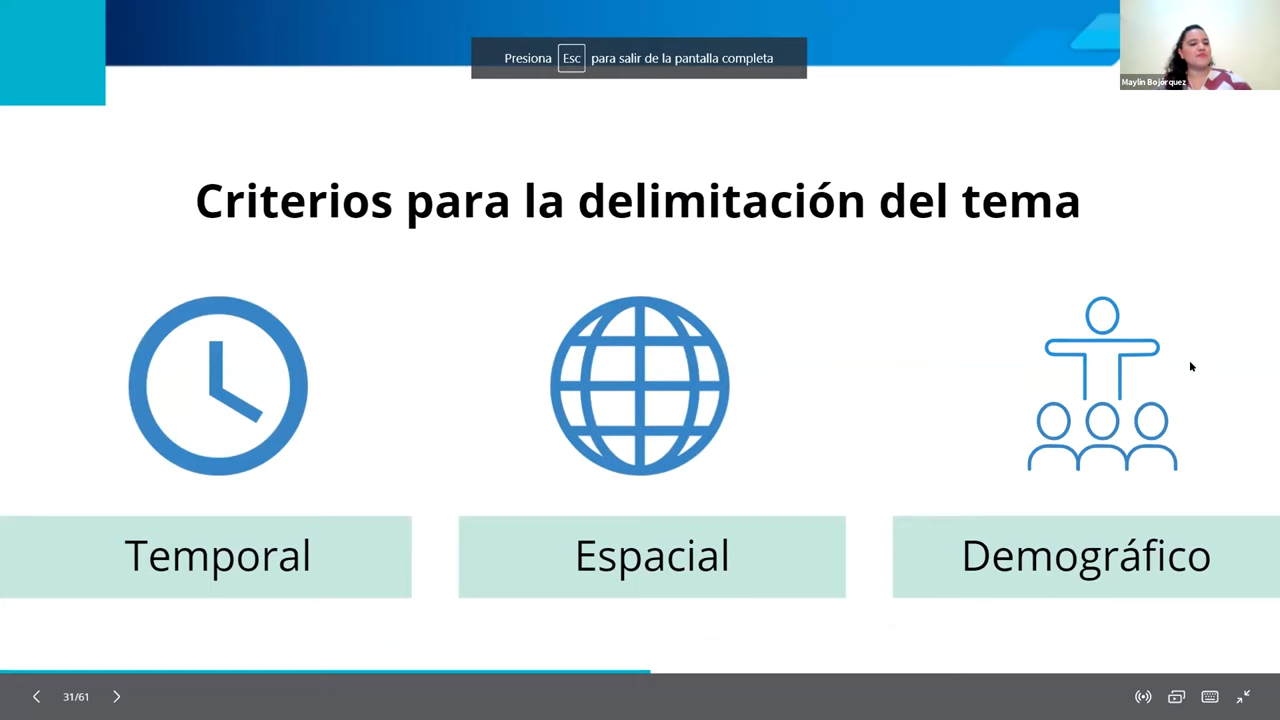 Presiona Esc para salir de la pantalla completa
Maylin Bojórquez
Criterios para la delimitación del tema
Temporal
Espacial
Demográfico
31/61